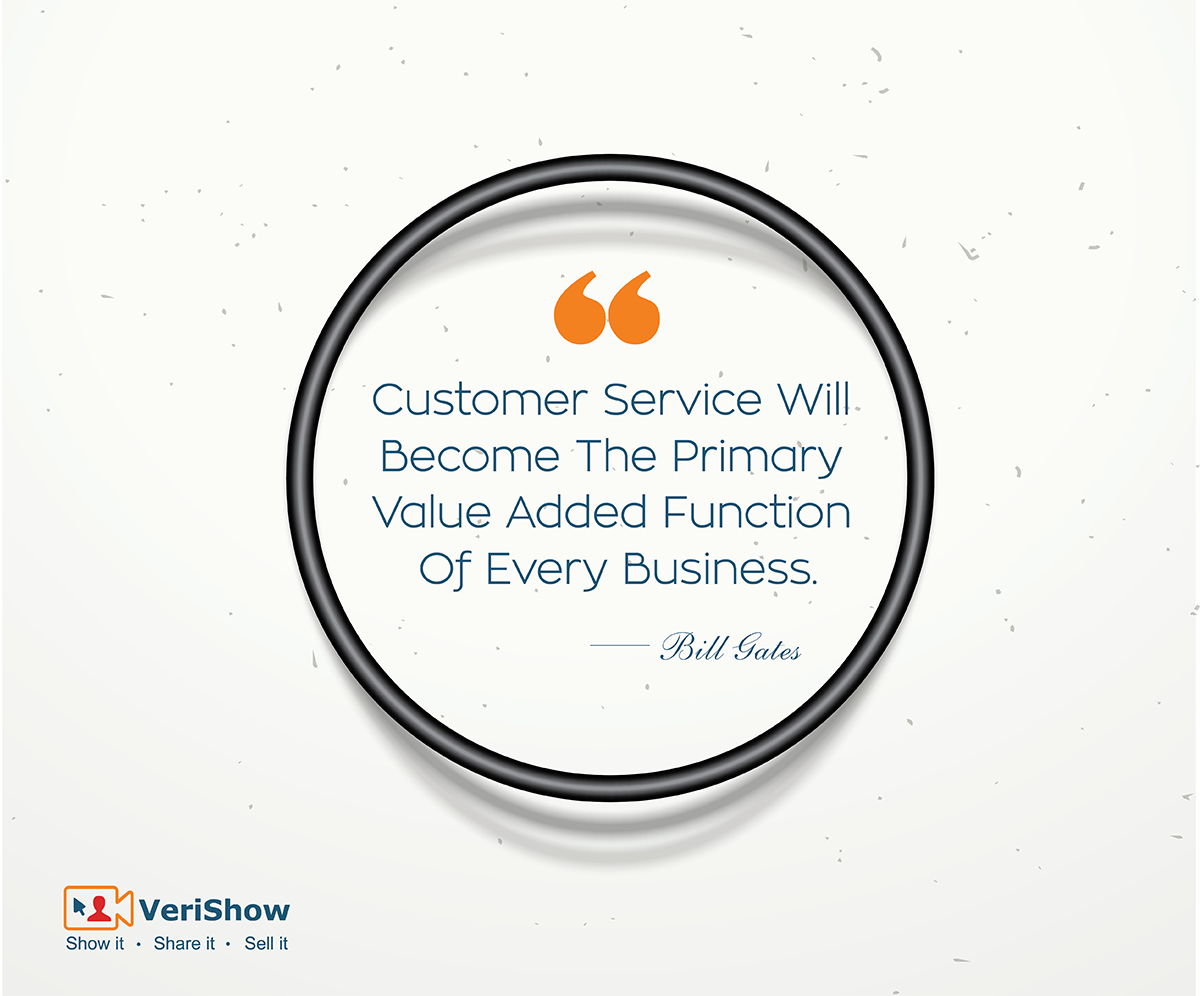 “
Customer Service Will
Become The Primary
Value Added Function
Of Every Business.
Bill Gates
VeriShow
Show it • Share it • Sell it